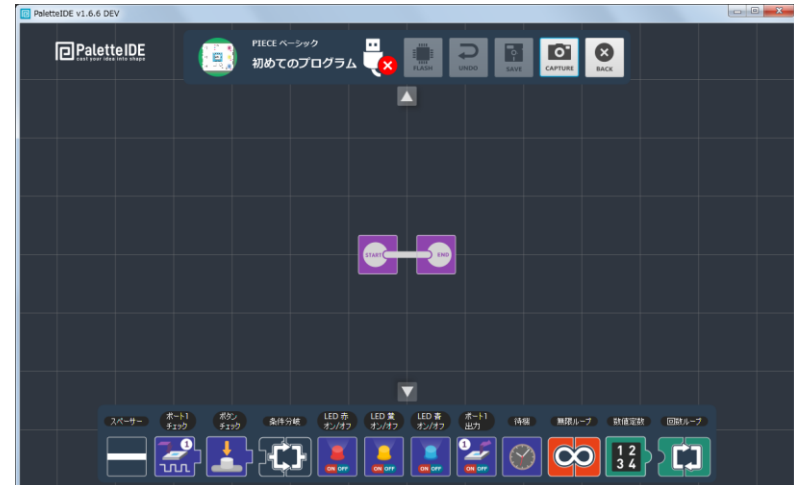 PaletteIDE v1.6.6 DEV
PaletteIDE
cast your idea into shape
PIECE ベーシック
初めてのプログラム
FLASH
UNDO
SAVE
CAPTURE
BACK
START
END
スペーサー
ポート1
チェック
ボタン
チェック
条件分岐
LED 赤
オン/オフ
LED 黄
オン/オフ
LED 青
オン/オフ
ポート1
出力
待機
無限ループ
数値定数
回数ループ
1
ON OFF
ON OFF
ON OFF
1
ON OFF
1 2
3 4